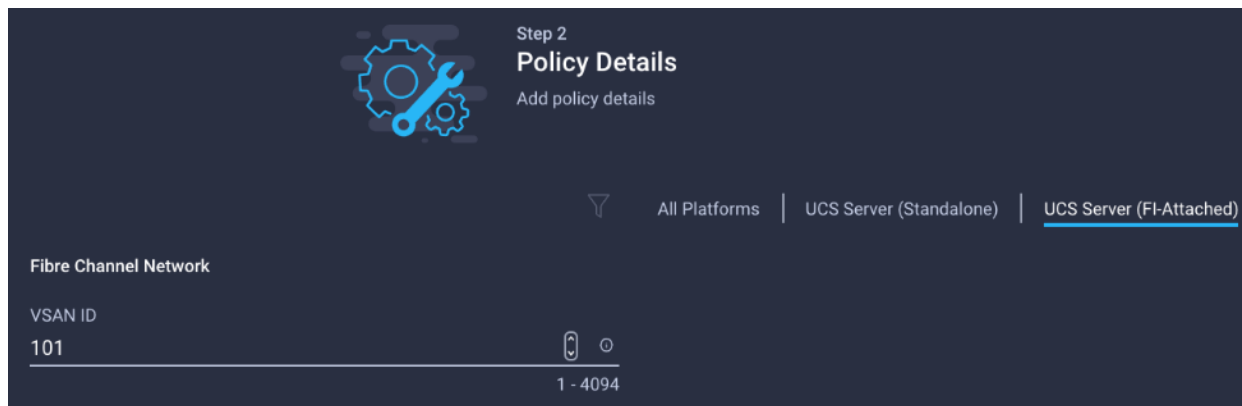 Step 2
Policy Details
Add policy details
All Platforms
UCS Server (Standalone)
UCS Server (FI-Attached)
Fibre Channel Network
VSAN ID
101
1 - 4094